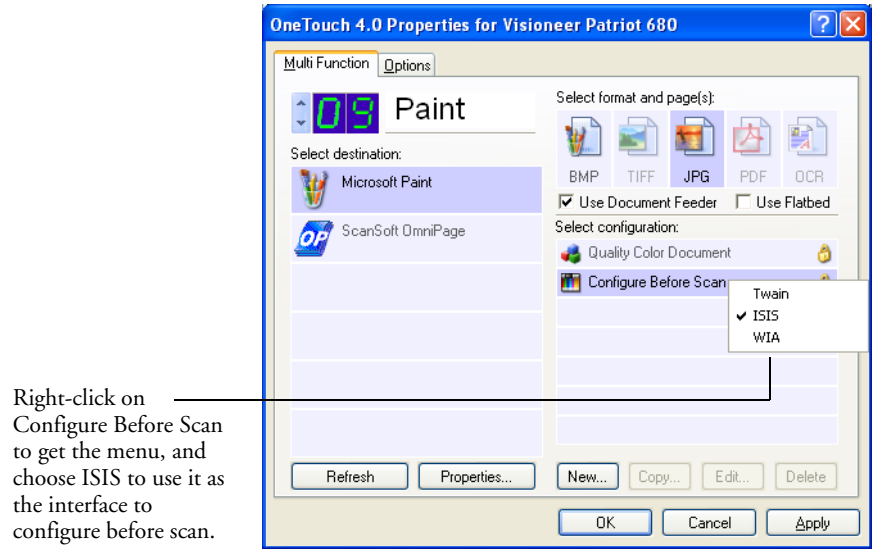 OneTouch 4.0 Properties for Visioneer Patriot 680
Multi Function
Options
09
Paint
Select destination:
Microsoft Paint
ScanSoft OmniPage
Refresh
Properties...
Select format and page(s):
BMP
TIFF
JPG
PDF
OCR
Use Document Feeder
Use Flatbed
Select configuration:
Quality Color Document
Configure Before Scan
Twain
ISIS
WIA
New...
Copy...
Edit...
Delete
OK
Cancel
Apply
Right-click on
Configure Before Scan
to get the menu, and
choose ISIS to use it as
the interface to
configure before scan.